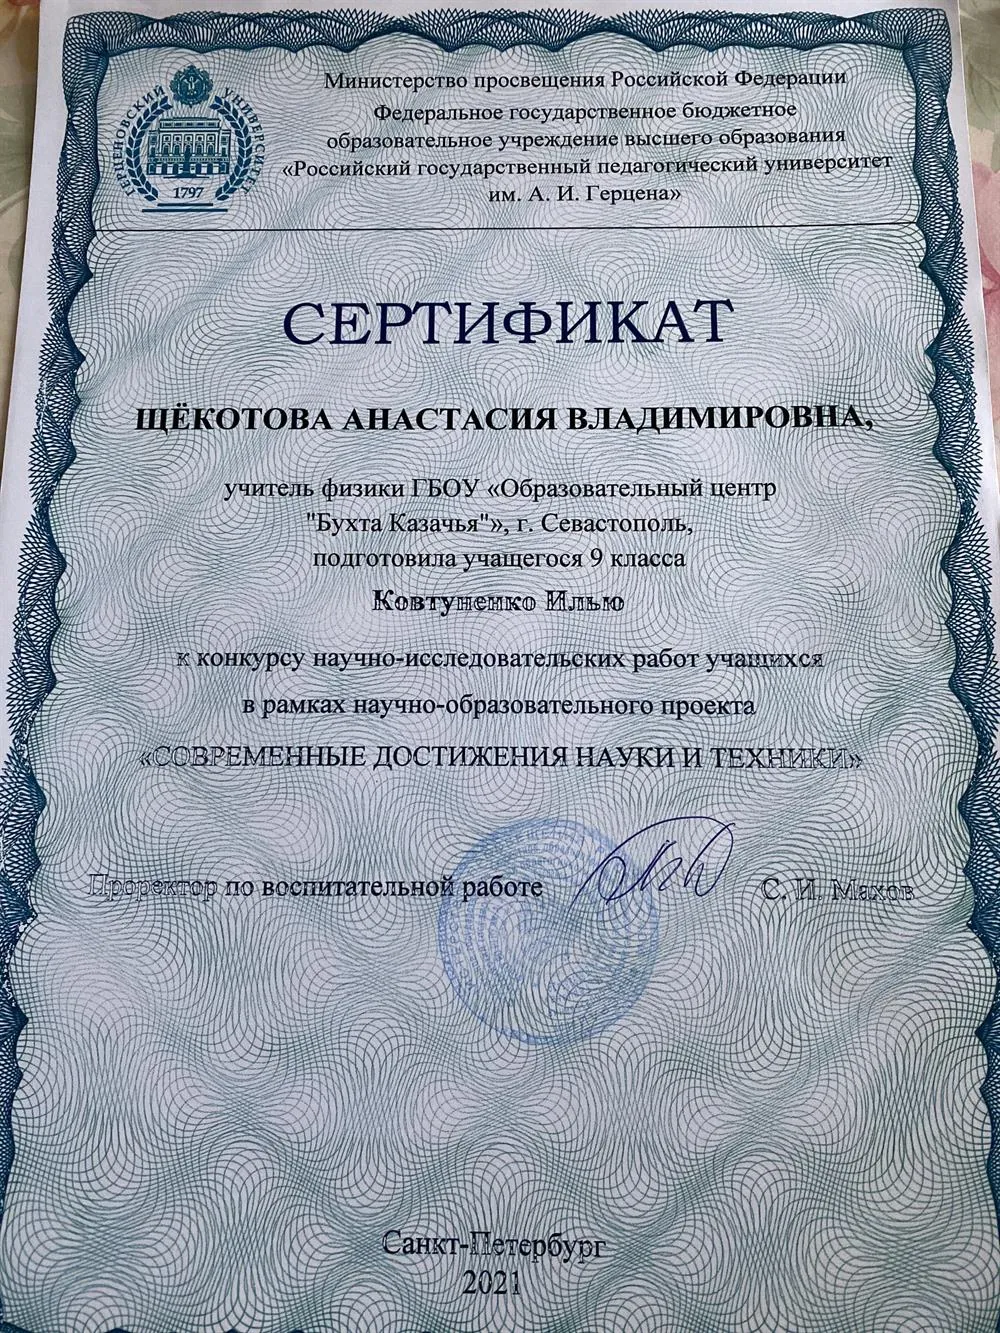 ГЕРЦЕНОВСКИЙ УНИВЕРСИТЕТ
1797
Министерство просвещения Российской Федерации
Федеральное государственное бюджетное
образовательное учреждение высшего образования
«Российский государственный педагогический университет
им. А. И. Герцена»
СЕРТИФИКАТ
ЩЁКОТОВА АНАСТАСИЯ ВЛАДИМИРОВНА,
учитель физики ГБОУ «Образовательный центр
"Бухта Казачья"», г. Севастополь,
подготовила учащегося 9 класса
Ковтуненко Илью
к конкурсу научно-исследовательских работ учащихся
в рамках научно-образовательного проекта
«СОВРЕМЕННЫЕ ДОСТИЖЕНИЯ НАУКИ И ТЕХНИКИ»
Проректор по воспитательной работе С. И. Махов
Санкт-Петербург
2021